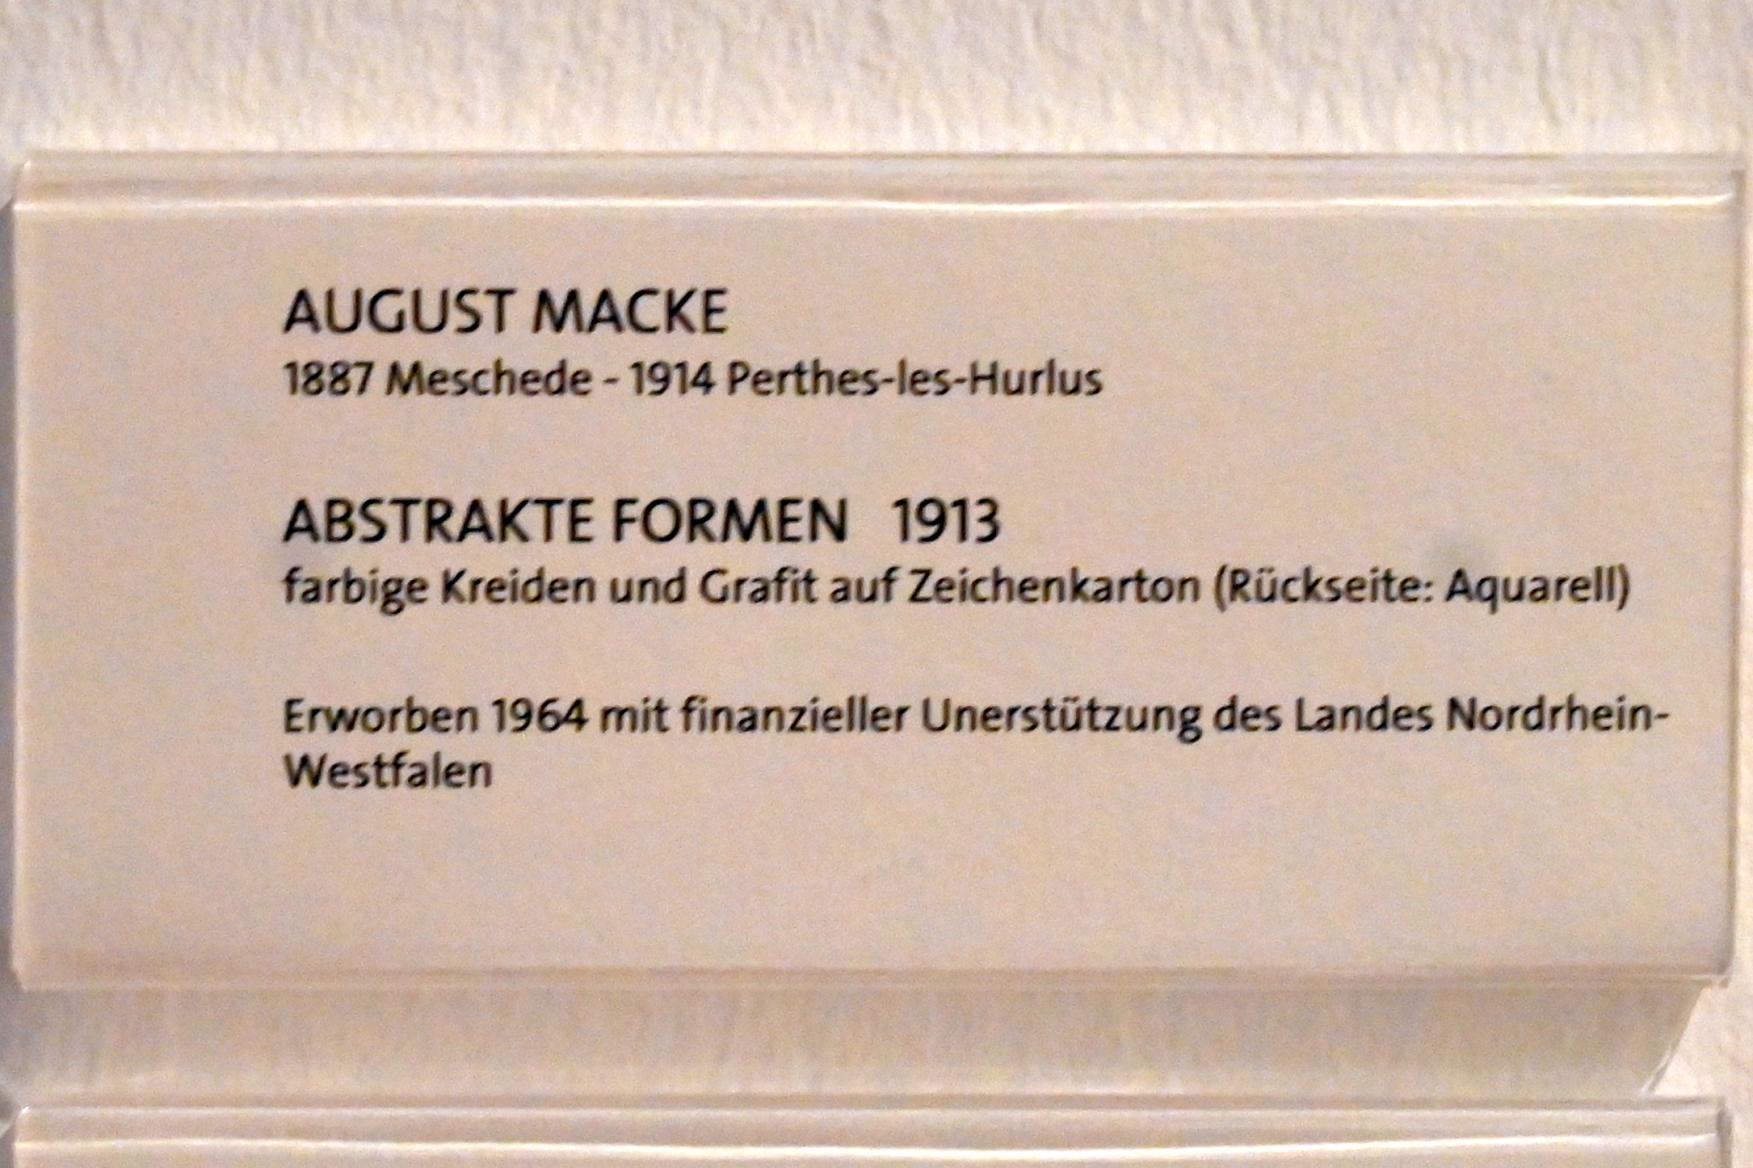 AUGUST MACKE
1887 Meschede - 1914 Perthes-les-Hurlus
ABSTRAKTE FORMEN 1913
farbige Kreiden und Grafit auf Zeichenkarton (Rückseite: Aquarell)
Erworben 1964 mit finanzieller Unerstützung des Landes Nordrhein-
Westfalen